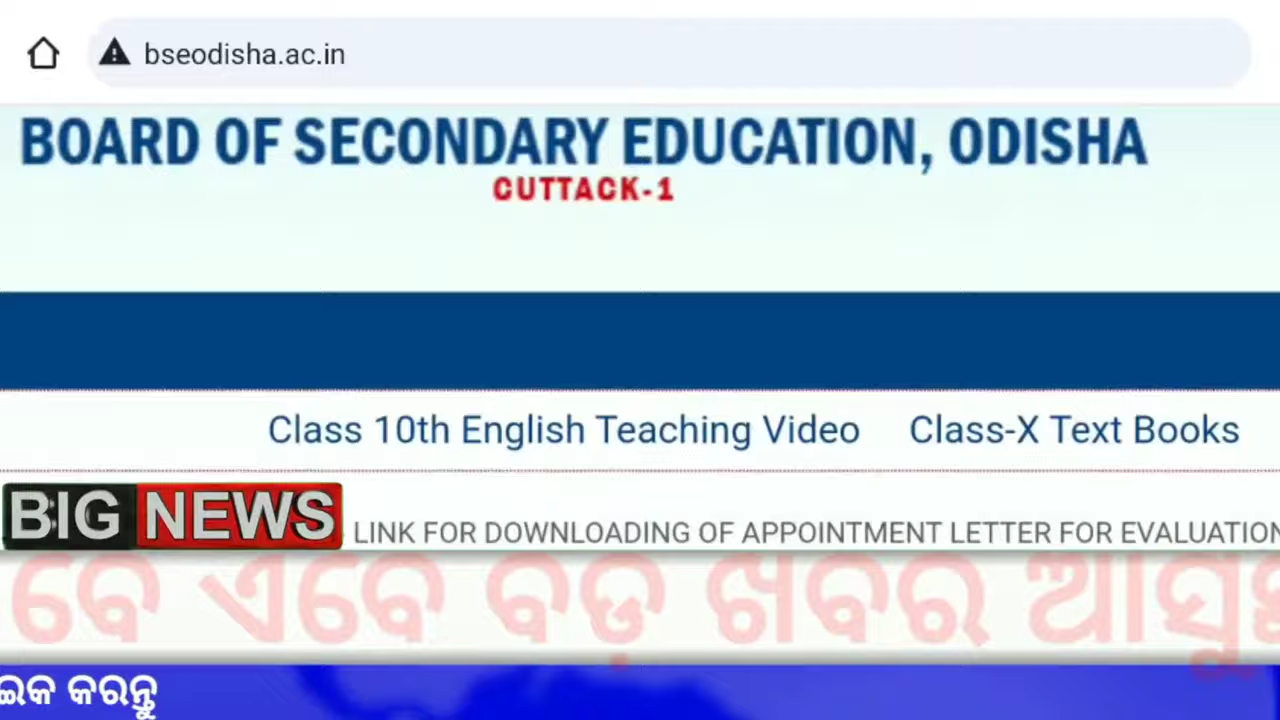 bseodisha.ac.in
BOARD OF SECONDARY EDUCATION, ODISHA
CUTTACK-1
Class 10th English Teaching Video Class-X Text Books
BIG NEWS LINK FOR DOWNLOADING OF APPOINTMENT LETTER FOR EVALUATION
ବେ ଏବେ ବଡ଼ ଖବର
କରନ୍ତୁ